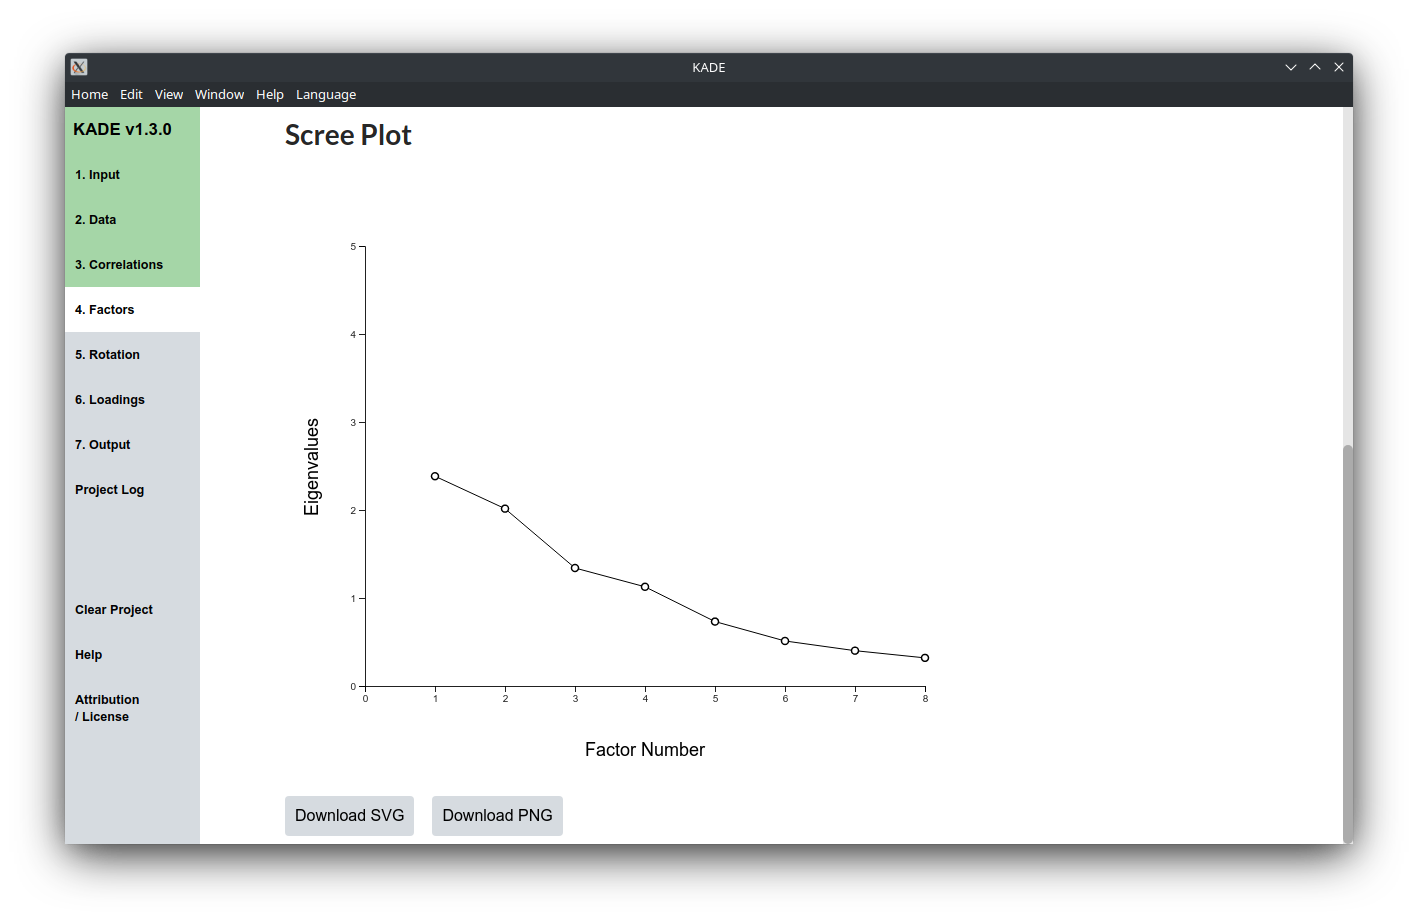 KADE
Home Edit View Window Help Language
KADE v1.3.0
1. Input
2. Data
3. Correlations
4. Factors
5. Rotation
6. Loadings
7. Output
Project Log
Clear Project
Help
Attribution
/ License
Scree Plot
5
4
3
2
1
0
Eigenvalues
0 1 2 3 4 5 6 7 8
Factor Number
Download SVG Download PNG